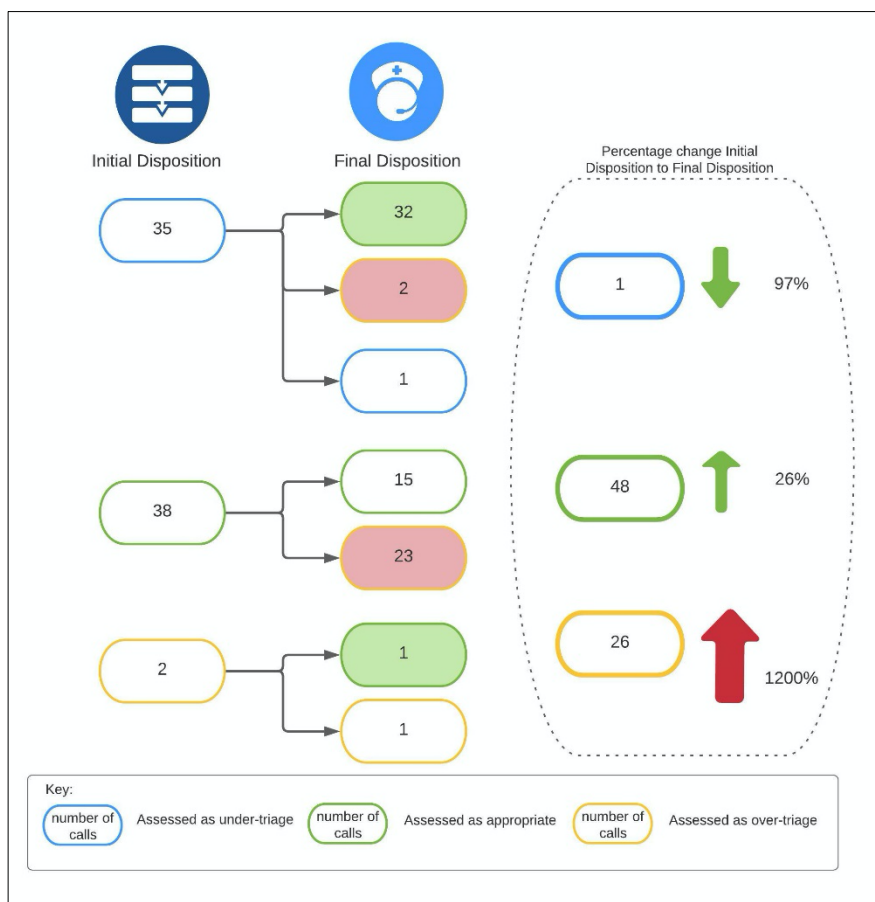 Initial Disposition
Final Disposition
Percentage change Initial
Disposition to Final Disposition
35
32
2
1
1
97%
38
15
23
48
26%
2
1
1
26
1200%
Key:
number of
calls
Assessed as under-triage
number of
calls
Assessed as appropriate
number of
calls
Assessed as over-triage